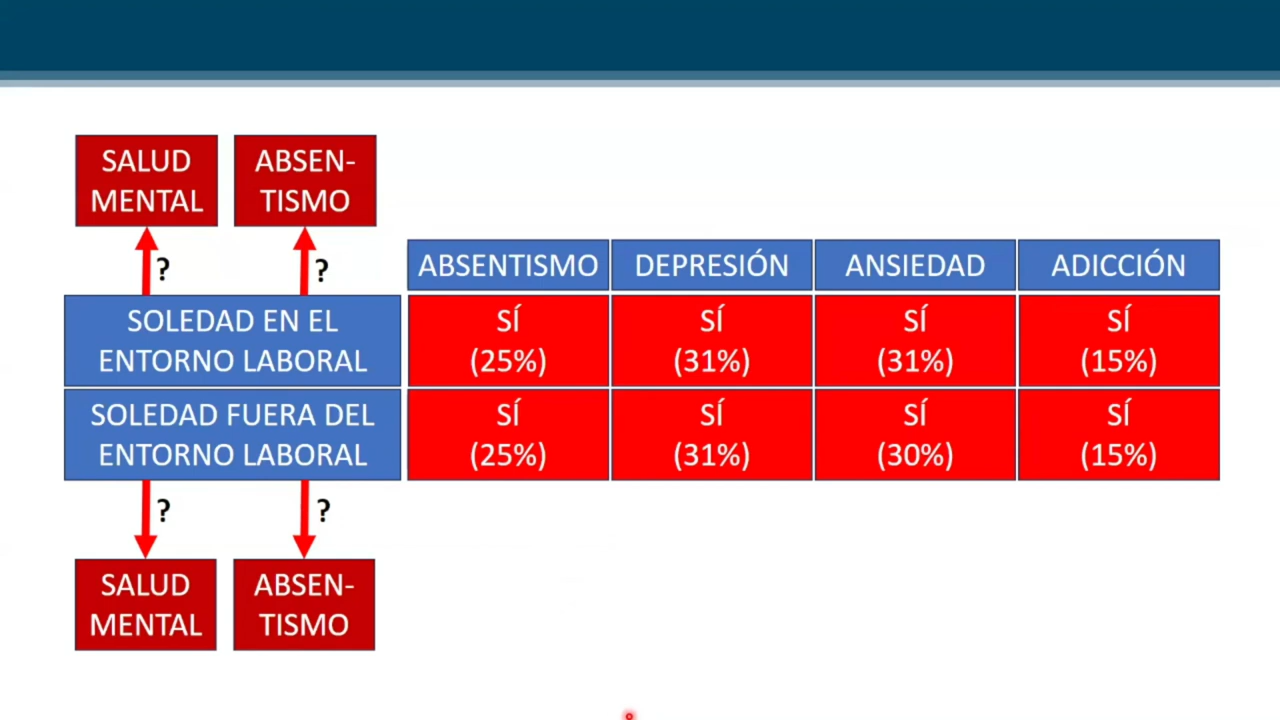 SALUD
MENTAL
ABSEN-
TISMO
?
?
ABSENTISMO
DEPRESIÓN
ANSIEDAD
ADICCIÓN
SOLEDAD EN EL
ENTORNO LABORAL
SÍ
(25%)
SÍ
(31%)
SÍ
(31%)
SÍ
(15%)
SOLEDAD FUERA DEL
ENTORNO LABORAL
SÍ
(25%)
SÍ
(31%)
SÍ
(30%)
SÍ
(15%)
?
?
SALUD
MENTAL
ABSEN-
TISMO